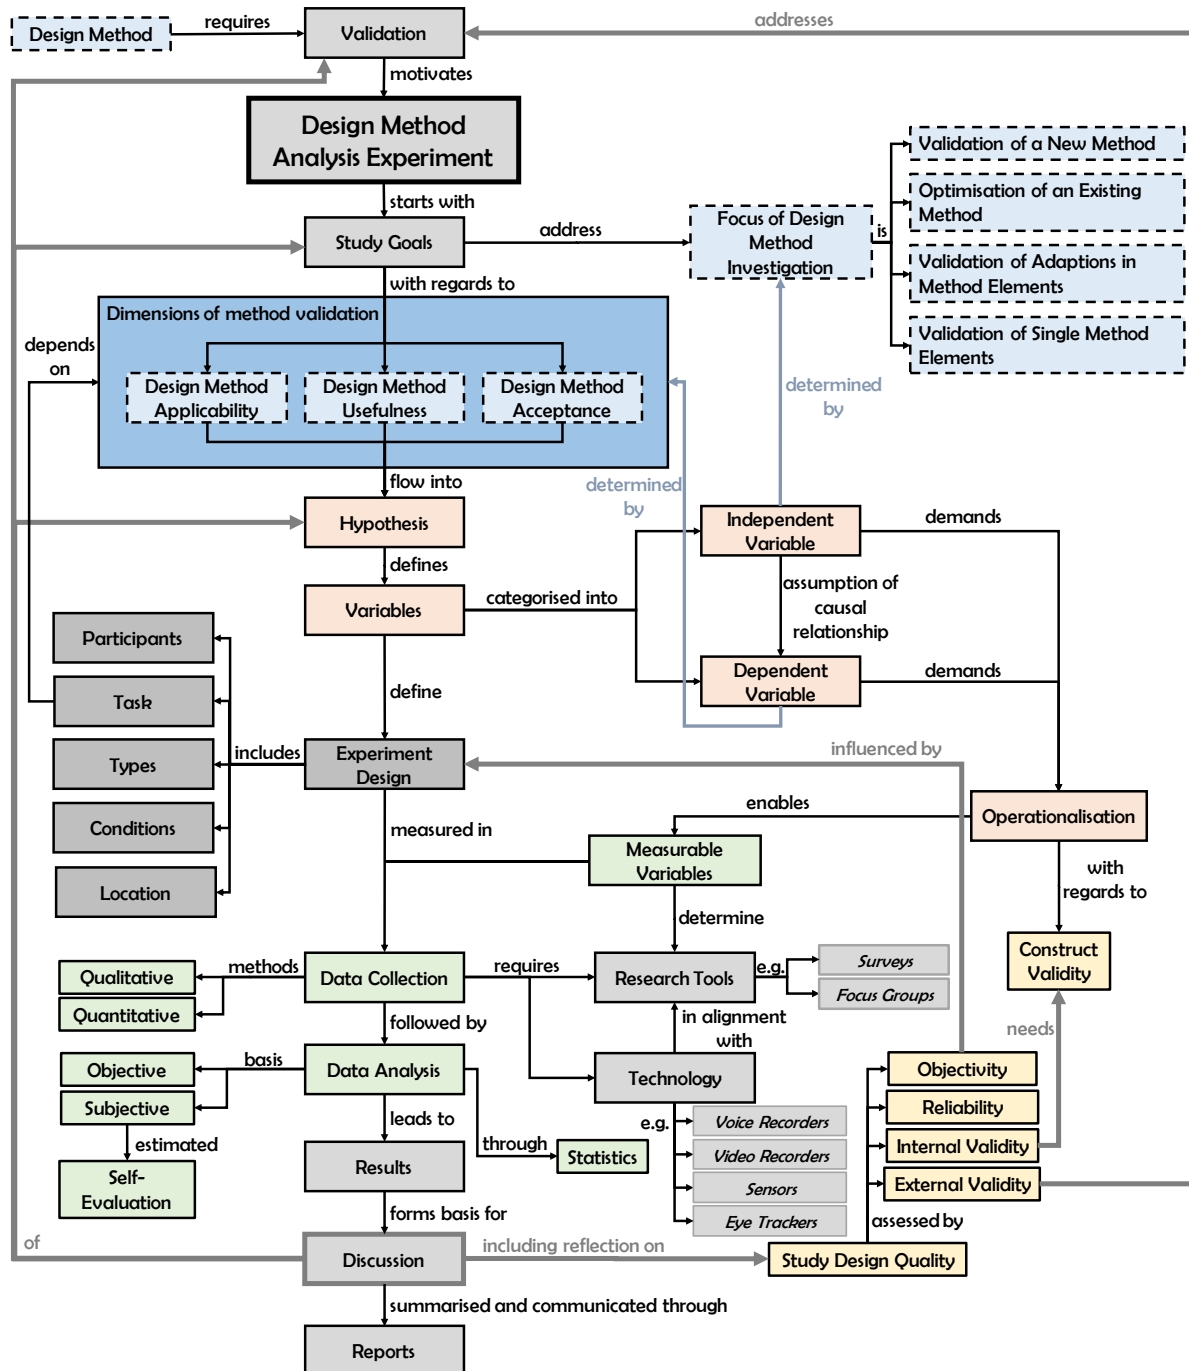 Design Method
requires
Validation
addresses
motivates
Design Method
Analysis Experiment
starts with
Study Goals
address
Focus of Design
Method
Investigation
is
Validation of a New Method
Optimisation of an Existing
Method
Validation of Adaptions in
Method Elements
Validation of Single Method
Elements
with regards to
Dimensions of method validation
depends
on
Design Method
Applicability
Design Method
Usefulness
Design Method
Acceptance
determined
by
flow into
determined
by
Hypothesis
Independent
Variable
demands
defines
Variables
categorised into
assumption of
causal
relationship
Participants
Task
Types
Conditions
Location
define
Dependent
Variable
demands
includes
Experiment
Design
influenced by
enables
Operationalisation
measured in
Measurable
Variables
with
regards to
determine
Construct
Validity
Qualitative
Quantitative
methods
Data Collection
requires
Research Tools
e.g.
Surveys
Focus Groups
followed by
in alignment
with
needs
Objective
Subjective
basis
Data Analysis
Technology
Objectivity
Reliability
Internal Validity
External Validity
estimated
Self-
Evaluation
leads to
through
Statistics
e.g.
Voice Recorders
Video Recorders
Sensors
Eye Trackers
Results
assessed by
forms basis for
of
Discussion
including reflection on
Study Design Quality
summarised and communicated through
Reports